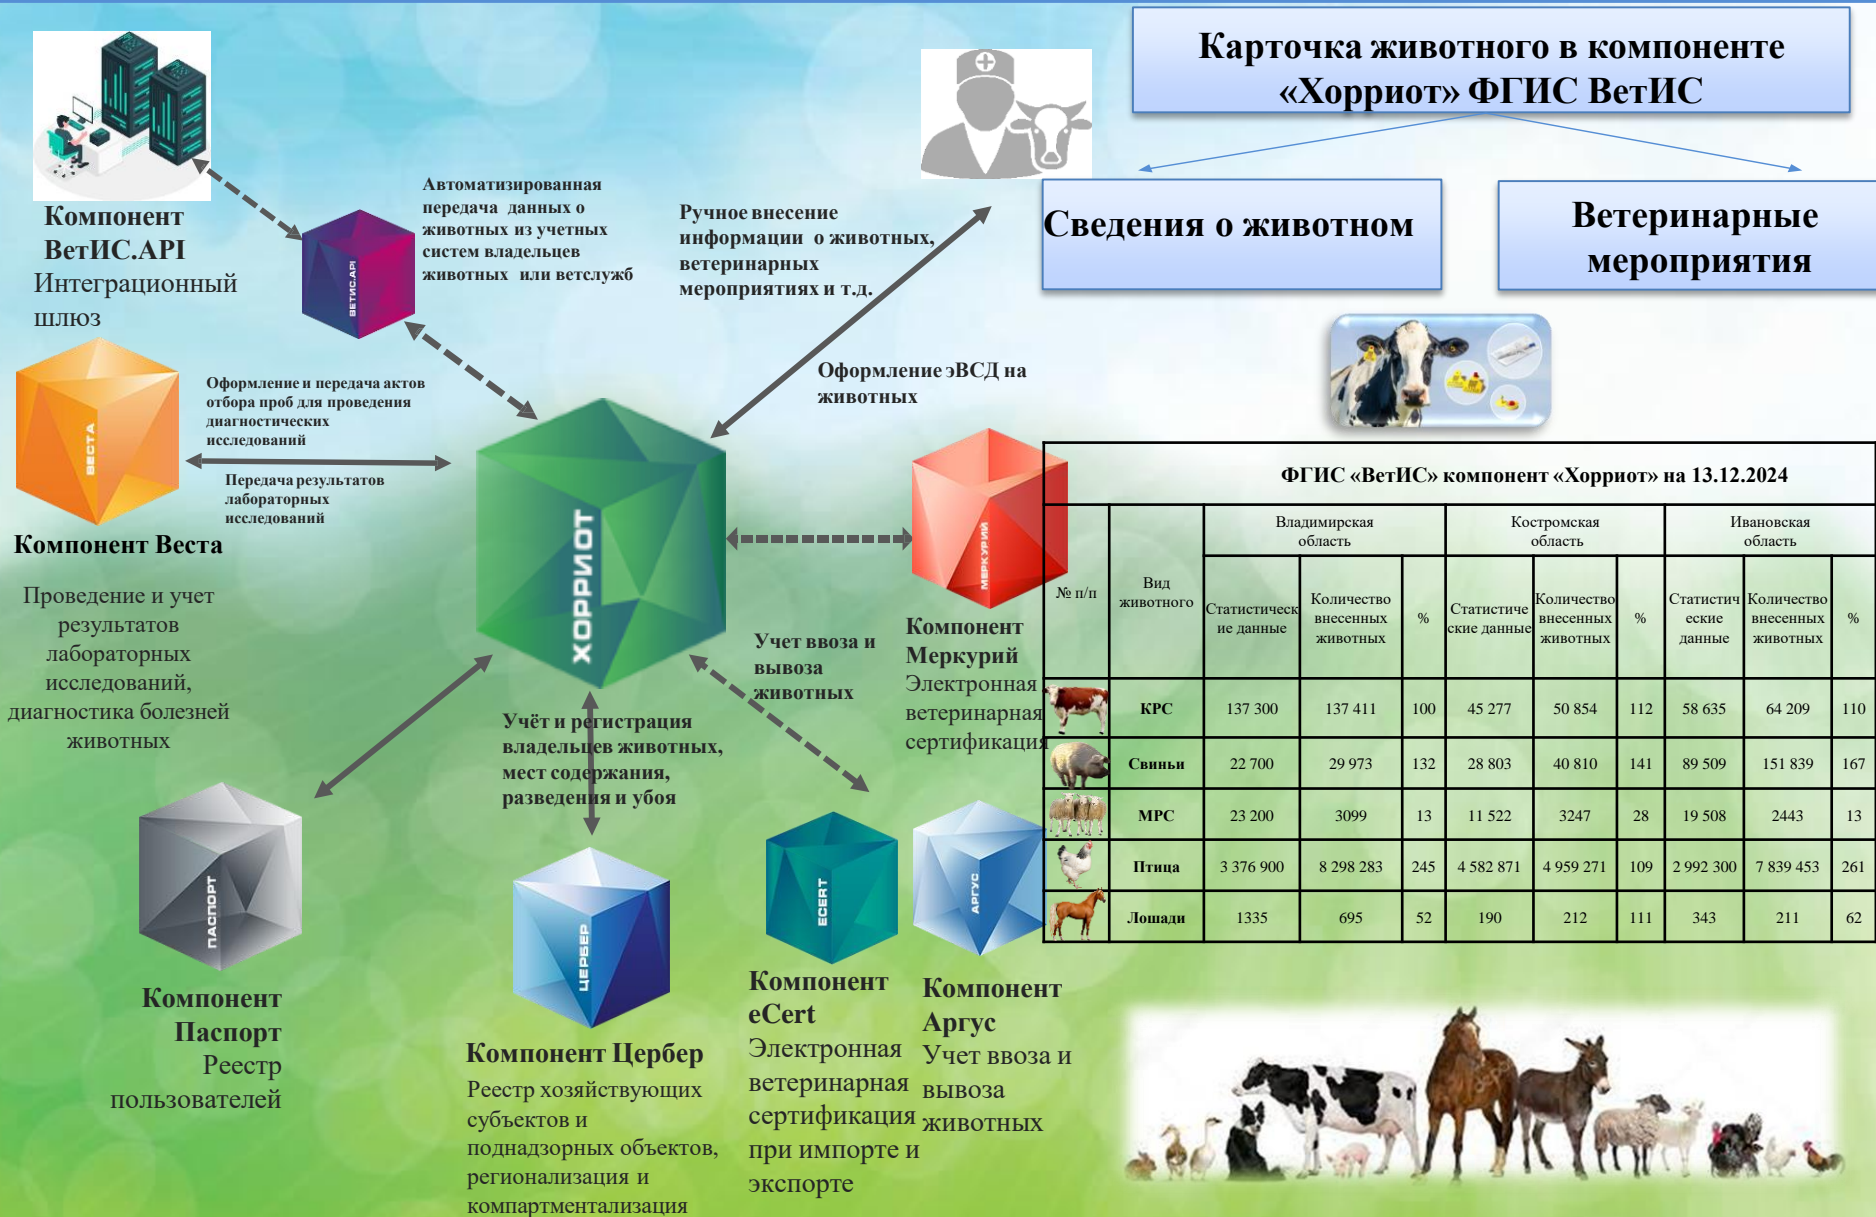 Карточка животного в компоненте
«Хорриот» ФГИС ВетИС
Сведения о животном
Ветеринарные
мероприятия
Компонент
ВетИС.API
Интеграционный
шлюз
ВЕТИС.API
Автоматизированная
передача данных о
животных из учетных
систем владельцев
животных или ветслужб
Ручное внесение
информации о животных,
ветеринарных
мероприятиях и т.д.
Оформление эВСД на
животных
ВЕСТА
Оформление и передача актов
отбора проб для проведения
диагностических
исследований
Передача результатов
лабораторных
исследований
Компонент Веста
Проведение и учет
результатов
лабораторных
исследований,
диагностика болезней
животных
ХОРРИОТ
МЕРКУРИЙ
Компонент
Меркурий
Электронная
ветеринарная
сертификация
Учет ввоза и
вывоза
животных
Учёт и регистрация
владельцев животных,
мест содержания,
разведения и убоя
ПАСПОРТ
Компонент
Паспорт
Реестр
пользователей
ЦЕРБЕР
Компонент Цербер
Реестр хозяйствующих
субъектов и
поднадзорных объектов,
регионализация и
компартментализация
ECERT
Компонент
eCert
Электронная
ветеринарная
сертификация
при импорте и
экспорте
АРГУС
Компонент
Аргус
Учет ввоза и
вывоза
животных
ФГИС «ВетИС» компонент «Хорриот» на 13.12.2024
№ п/п
Вид
животного
Владимирская
область
Костромская
область
Ивановская
область
Статистическ
ие данные
Количество
внесенных
животных
%
Статистиче
ские данные
Количество
внесенных
животных
%
Статистич
еские
данные
Количество
внесенных
животных
%
КРС 137 300 137 411 100 45 277 50 854 112 58 635 64 209 110
Свиньи 22 700 29 973 132 28 803 40 810 141 89 509 151 839 167
МРС 23 200 3099 13 11 522 3247 28 19 508 2443 13
Птица 3 376 900 8 298 283 245 4 582 871 4 959 271 109 2 992 300 7 839 453 261
Лошади 1335 695 52 190 212 111 343 211 62